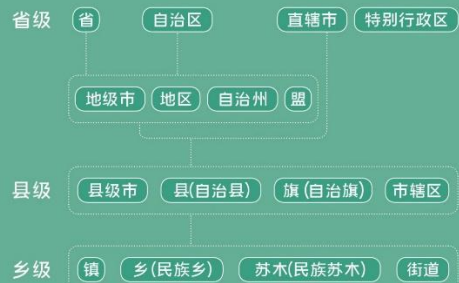 省级 省 自治区 直辖市 特别行政区
地级市 地区 自治州 盟
县级 县级市 县(自治县) 旗(自治旗) 市辖区
乡级 镇 乡(民族乡) 苏木(民族苏木) 街道